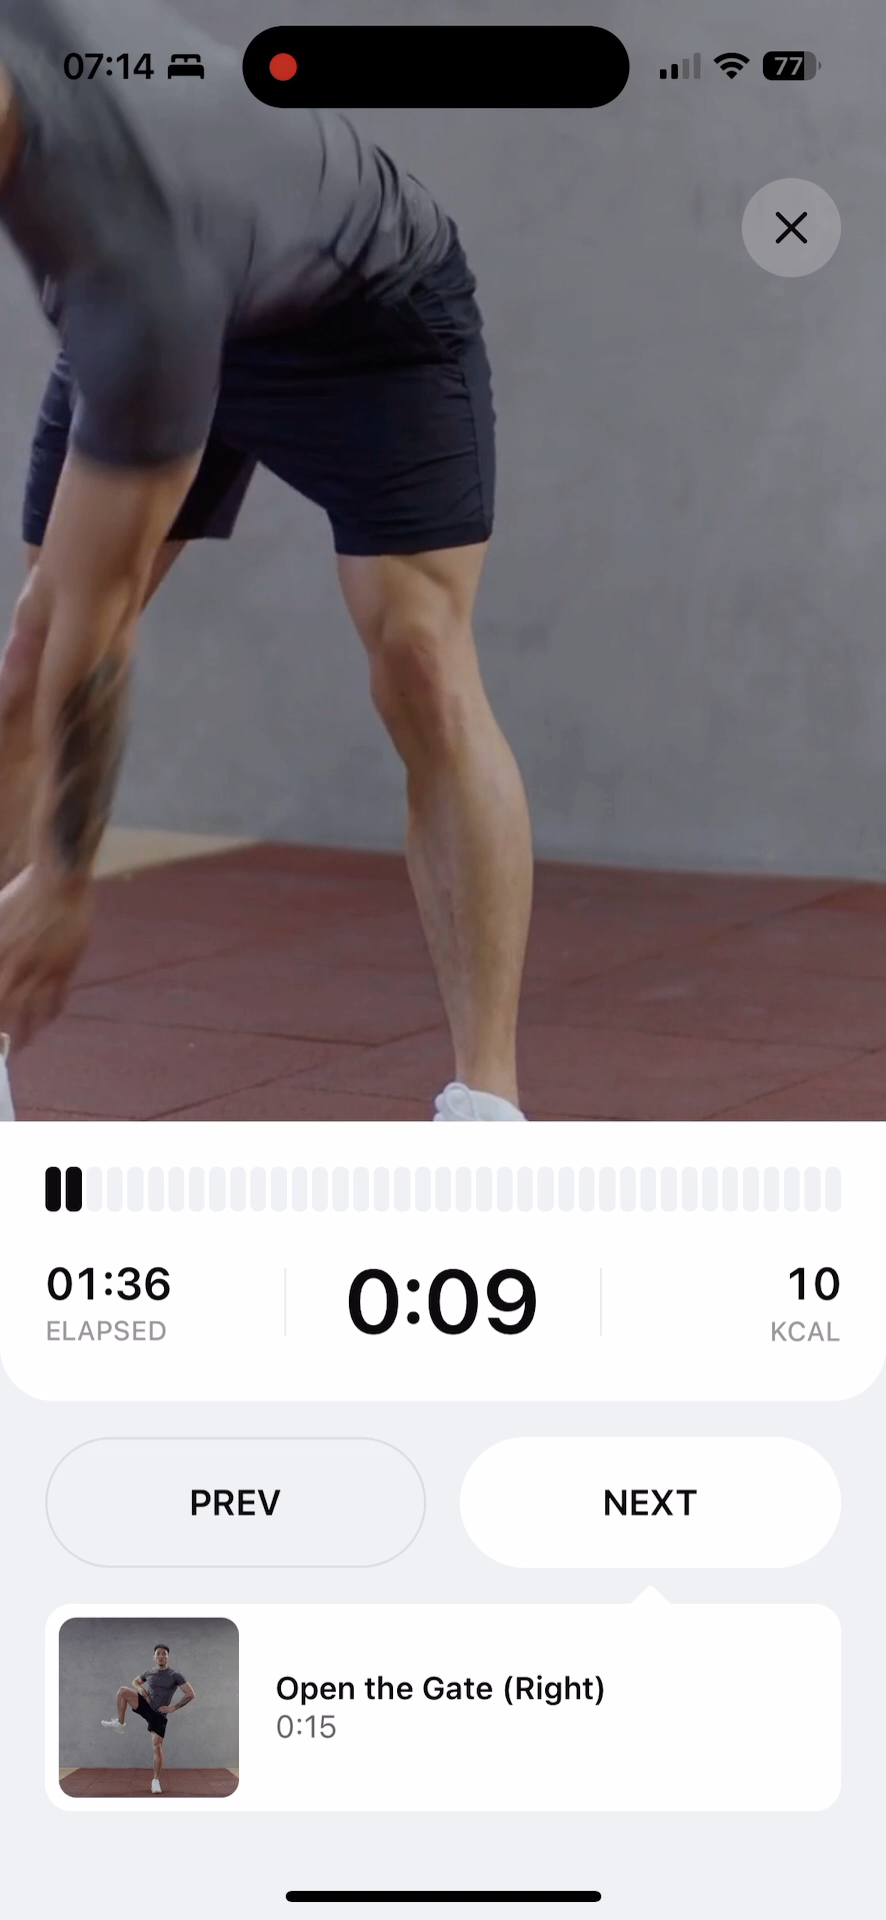 07:14
77
01:36
ELAPSED
0:09
10
KCAL
PREV
NEXT
Open the Gate (Right)
0:15